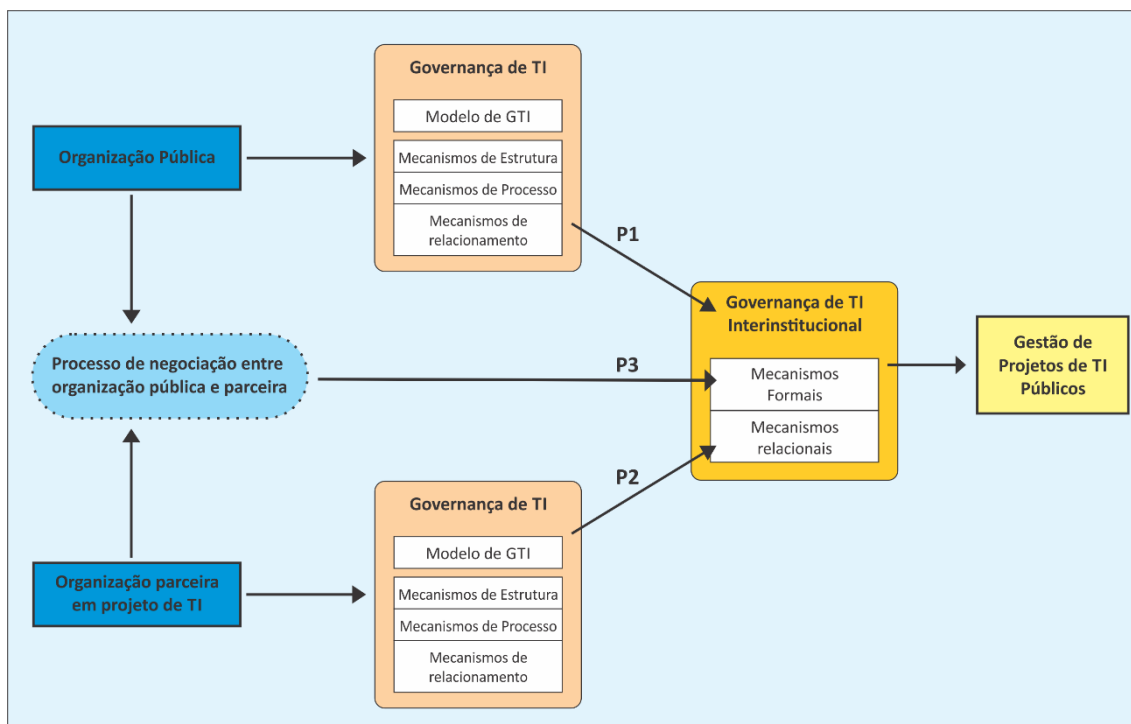 Governança de TI
Modelo de GTI
Mecanismos de Estrutura
Mecanismos de Processo
Mecanismos de
relacionamento
Organização Pública
P1
Governança de TI
Interinstitucional
Mecanismos
Formais
Mecanismos
relacionais
Gestão de
Projetos de TI
Públicos
Processo de negociação entre
organização pública e parceira
P3
P2
Governança de TI
Modelo de GTI
Mecanismos de Estrutura
Mecanismos de Processo
Mecanismos de
relacionamento
Organização parceira
em projeto de TI